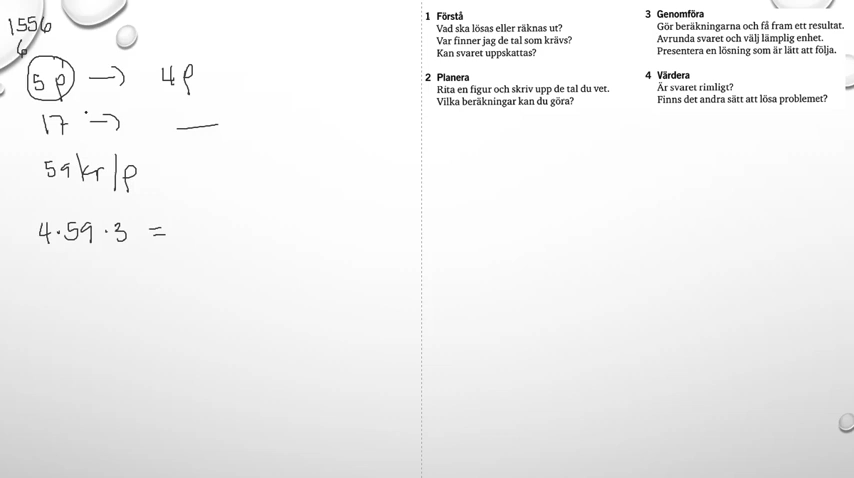 1556
6
5 p → 4 p
17 → —
59 kr/p
4·59·3 =
1 Förstå
Vad ska lösas eller räknas ut?
Var finner jag de tal som krävs?
Kan svaret uppskattas?
2 Planera
Rita en figur och skriv upp de tal du vet.
Vilka beräkningar kan du göra?
3 Genomföra
Gör beräkningarna och få fram ett resultat.
Avrunda svaret och välj lämplig enhet.
Presentera en lösning som är lätt att följa.
4 Värdera
Är svaret rimligt?
Finns det andra sätt att lösa problemet?